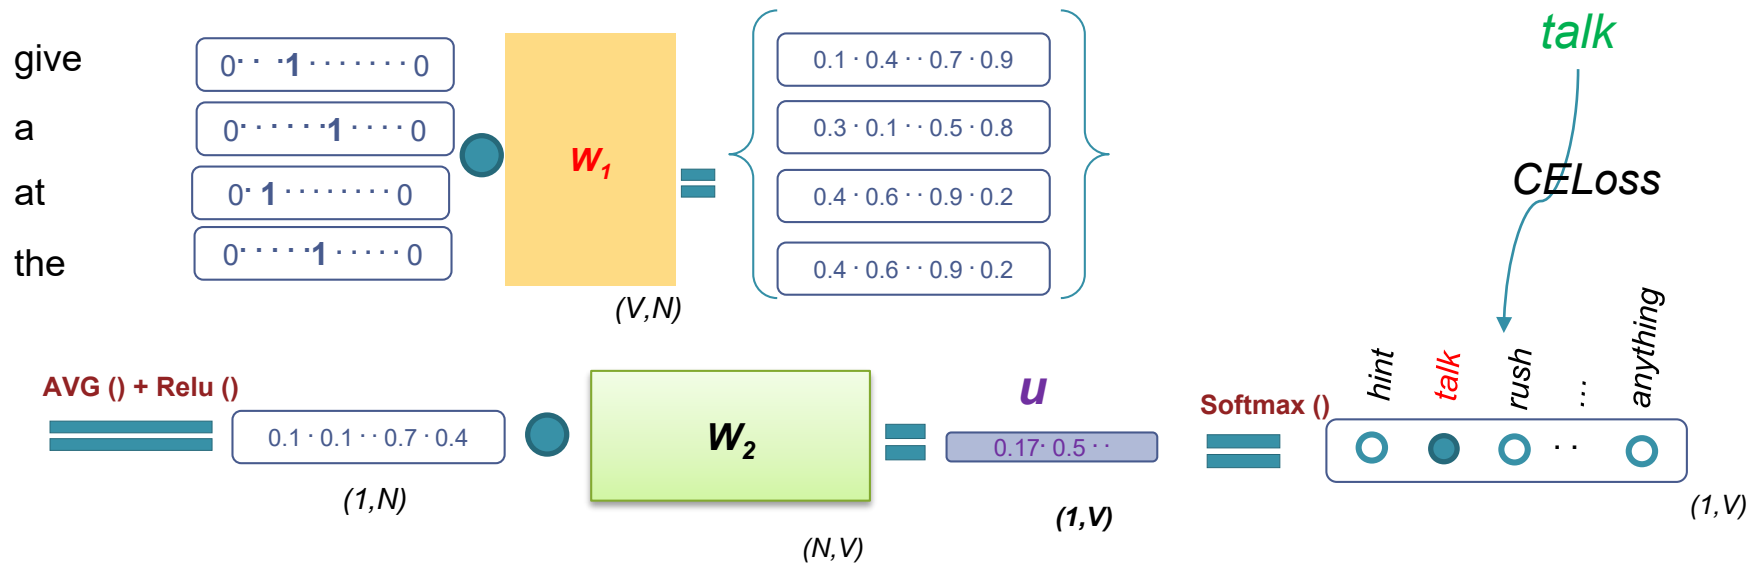 talk
give
0· · ·1 · · · · · · · 0
0.1 · 0.4 · · 0.7 · 0.9
a
0· · · · · ·1 · · · · 0
W1
0.3 · 0.1 · · 0.5 · 0.8
CELoss
at
0· 1 · · · · · · · · 0
0.4 · 0.6 · · 0.9 · 0.2
the
0· · · · ·1 · · · · · 0
0.4 · 0.6 · · 0.9 · 0.2
(V,N)
AVG () + Relu ()
0.1 · 0.1 · · 0.7 · 0.4
(1,N)
W2
(N,V)
u
0.17· 0.5 · ·
(1,V)
Softmax ()
hint
talk
rush
...
anything
· ·
(1,V)